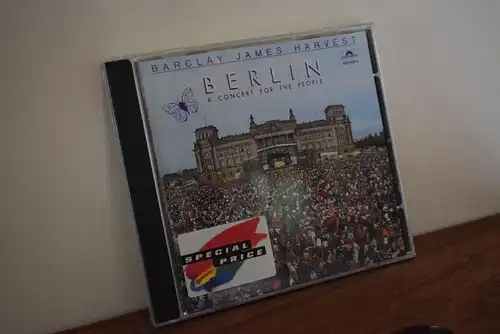 BARCLAY JAMES HARVEST
BERLIN
A CONCERT FOR THE PEOPLE
SPECIAL
PRICE